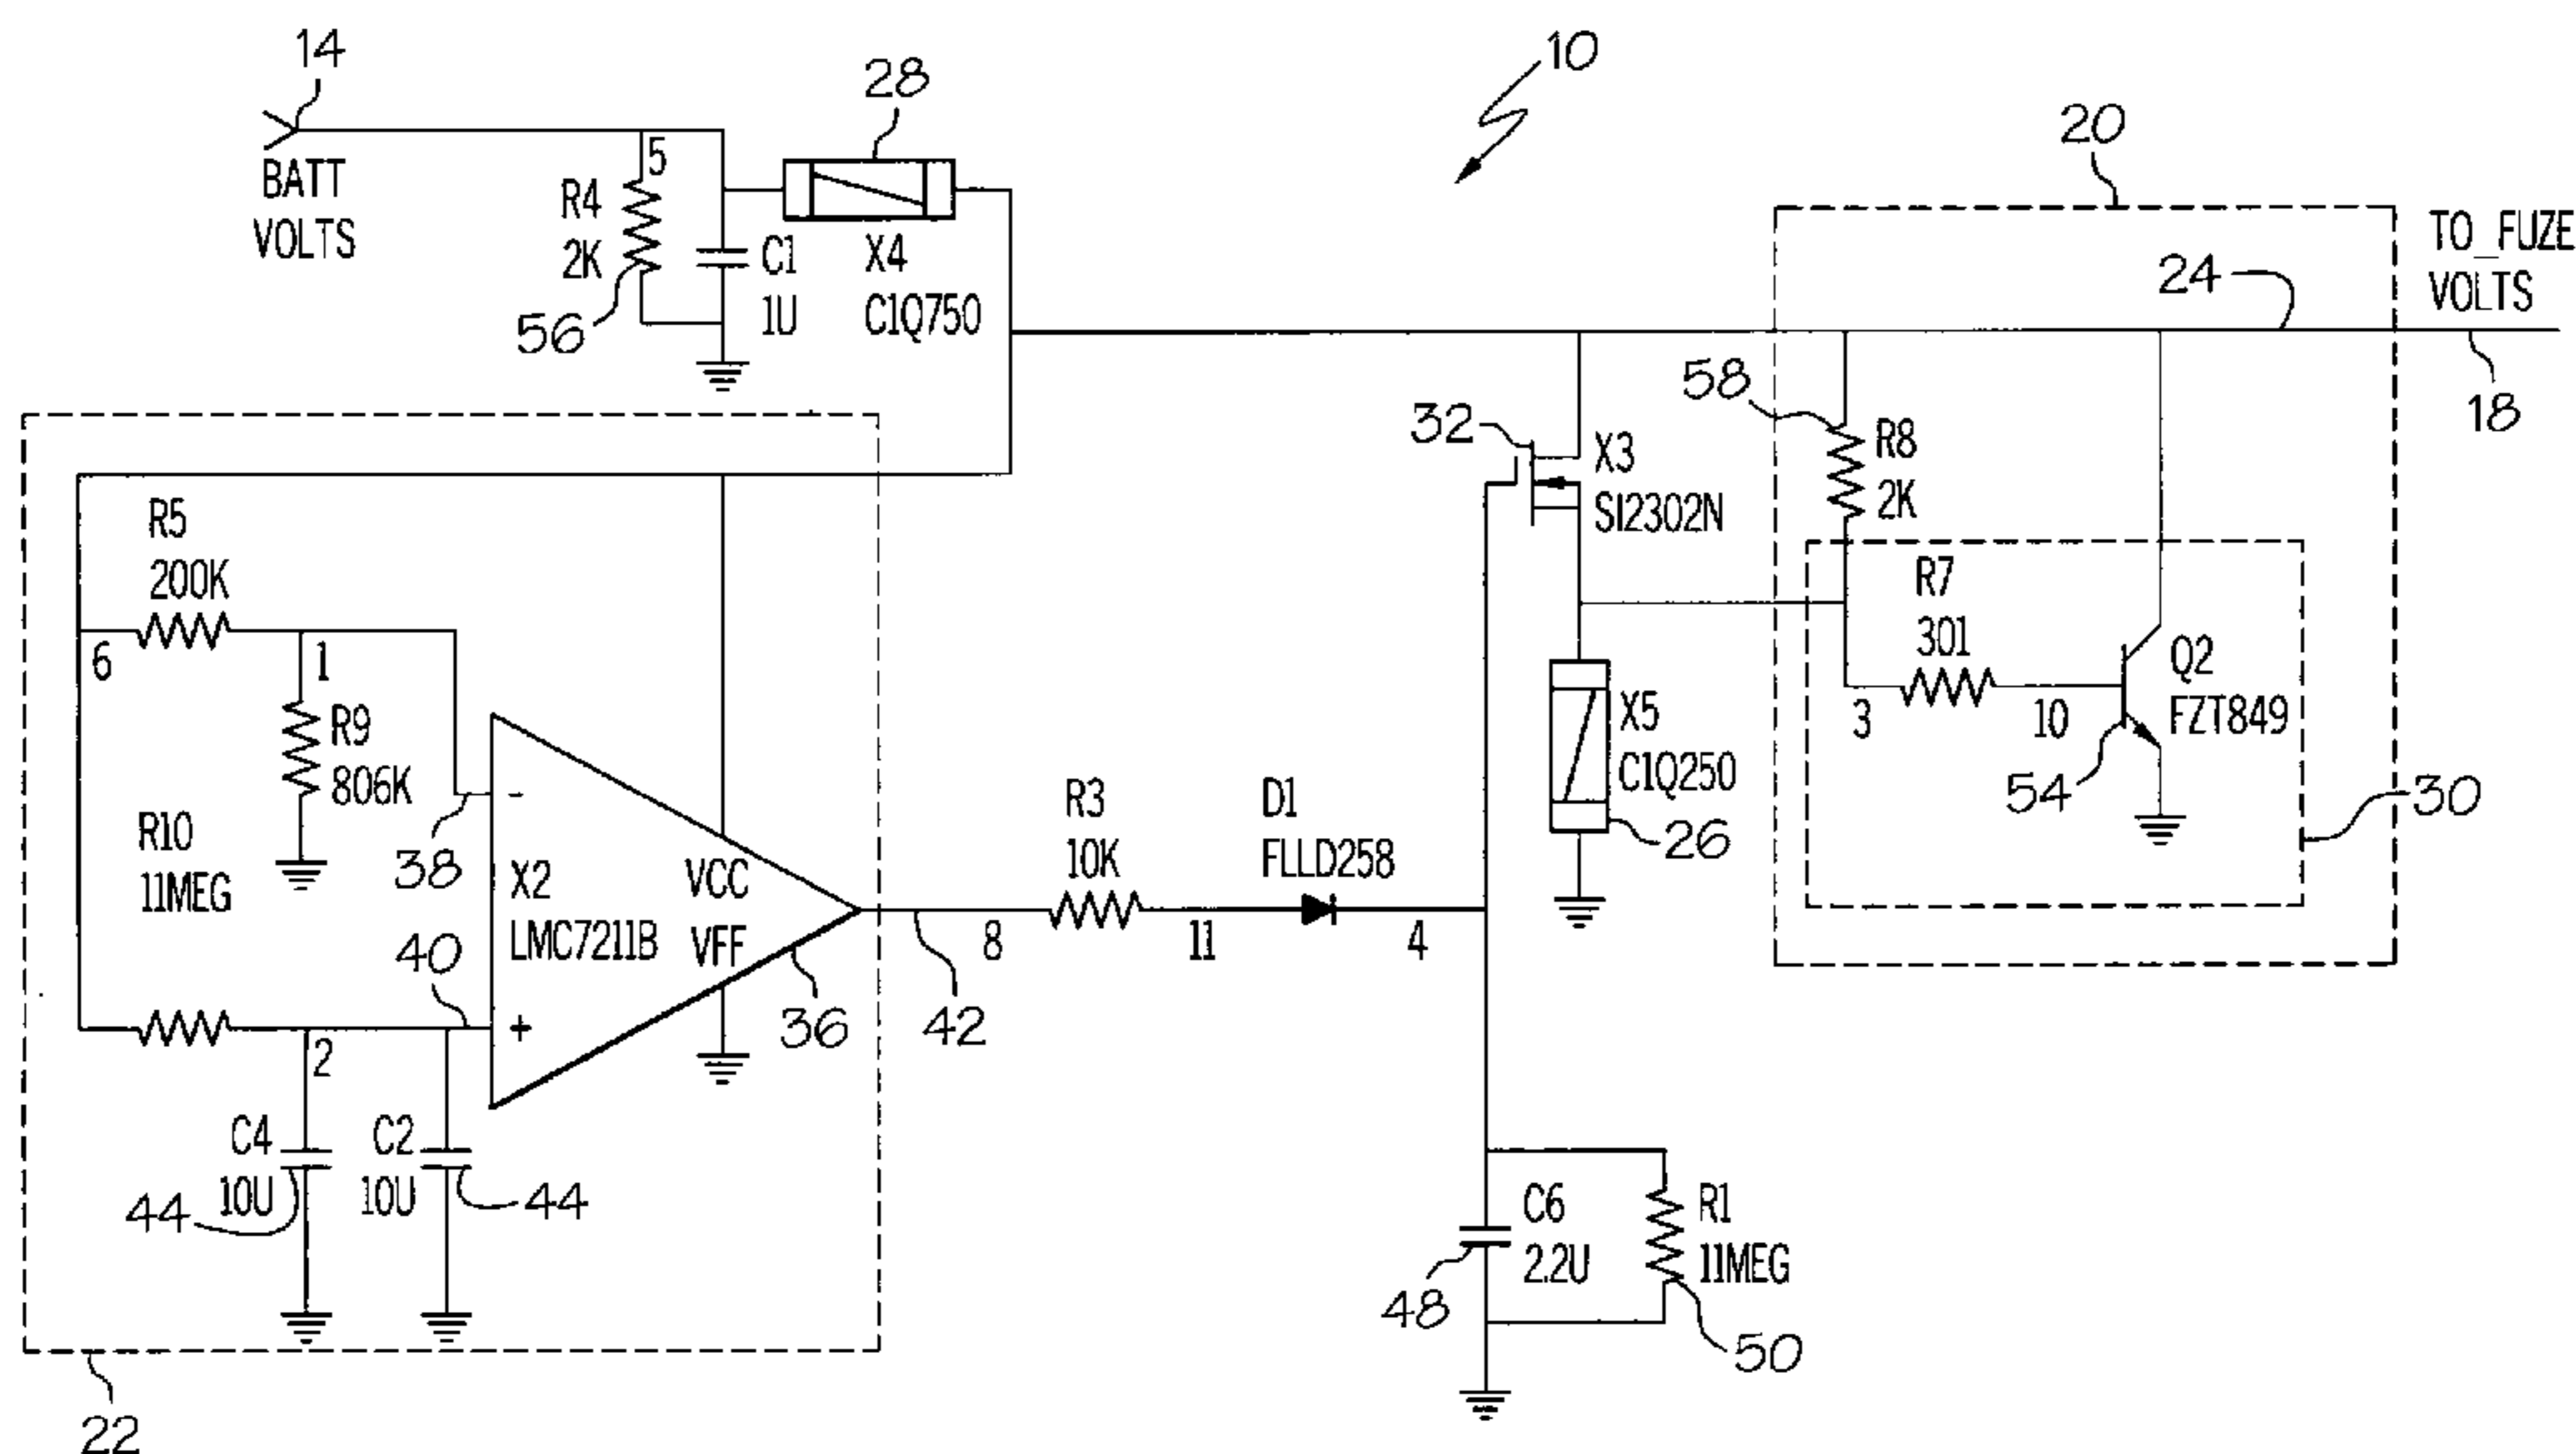 14
BATT
VOLTS
5
R4
2K
56
C1
1U
28
X4
C1Q750
10
20
TO_FUZE
VOLTS
24
18
58
R8
2K
32
X3
SI2302N
R5
200K
6
1
R9
806K
R10
11MEG
38
-
X2
LMC7211B
VCC
VFF
40
+
36
2
C4
10U
44
C2
10U
44
22
42
8
R3
10K
11
D1
FLLD258
4
X5
C1Q250
26
R7
301
3
10
Q2
FZT849
54
30
C6
2.2U
48
R1
11MEG
50